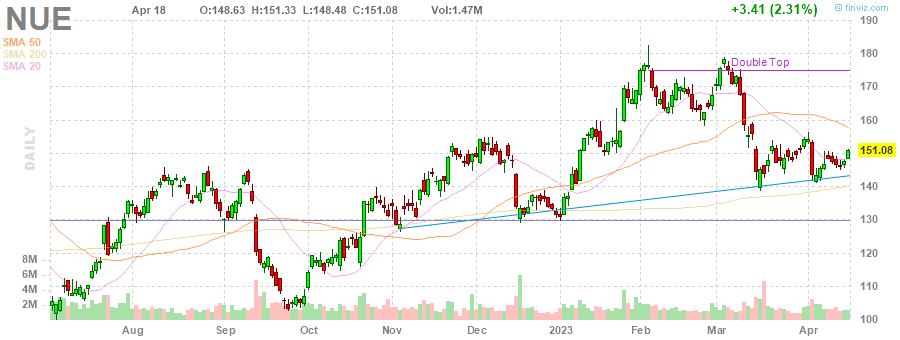 NUE Apr 18 O:148.63 H:151.33 L:148.48 C:151.08 Vol:1.47M +3.41 (2.31%) finviz.com
SMA 50
SMA 200
SMA 20
DAILY
Double Top
190
180
170
160
151.08
140
130
120
110
100
8M
6M
4M
2M
Aug Sep Oct Nov Dec 2023 Feb Mar Apr